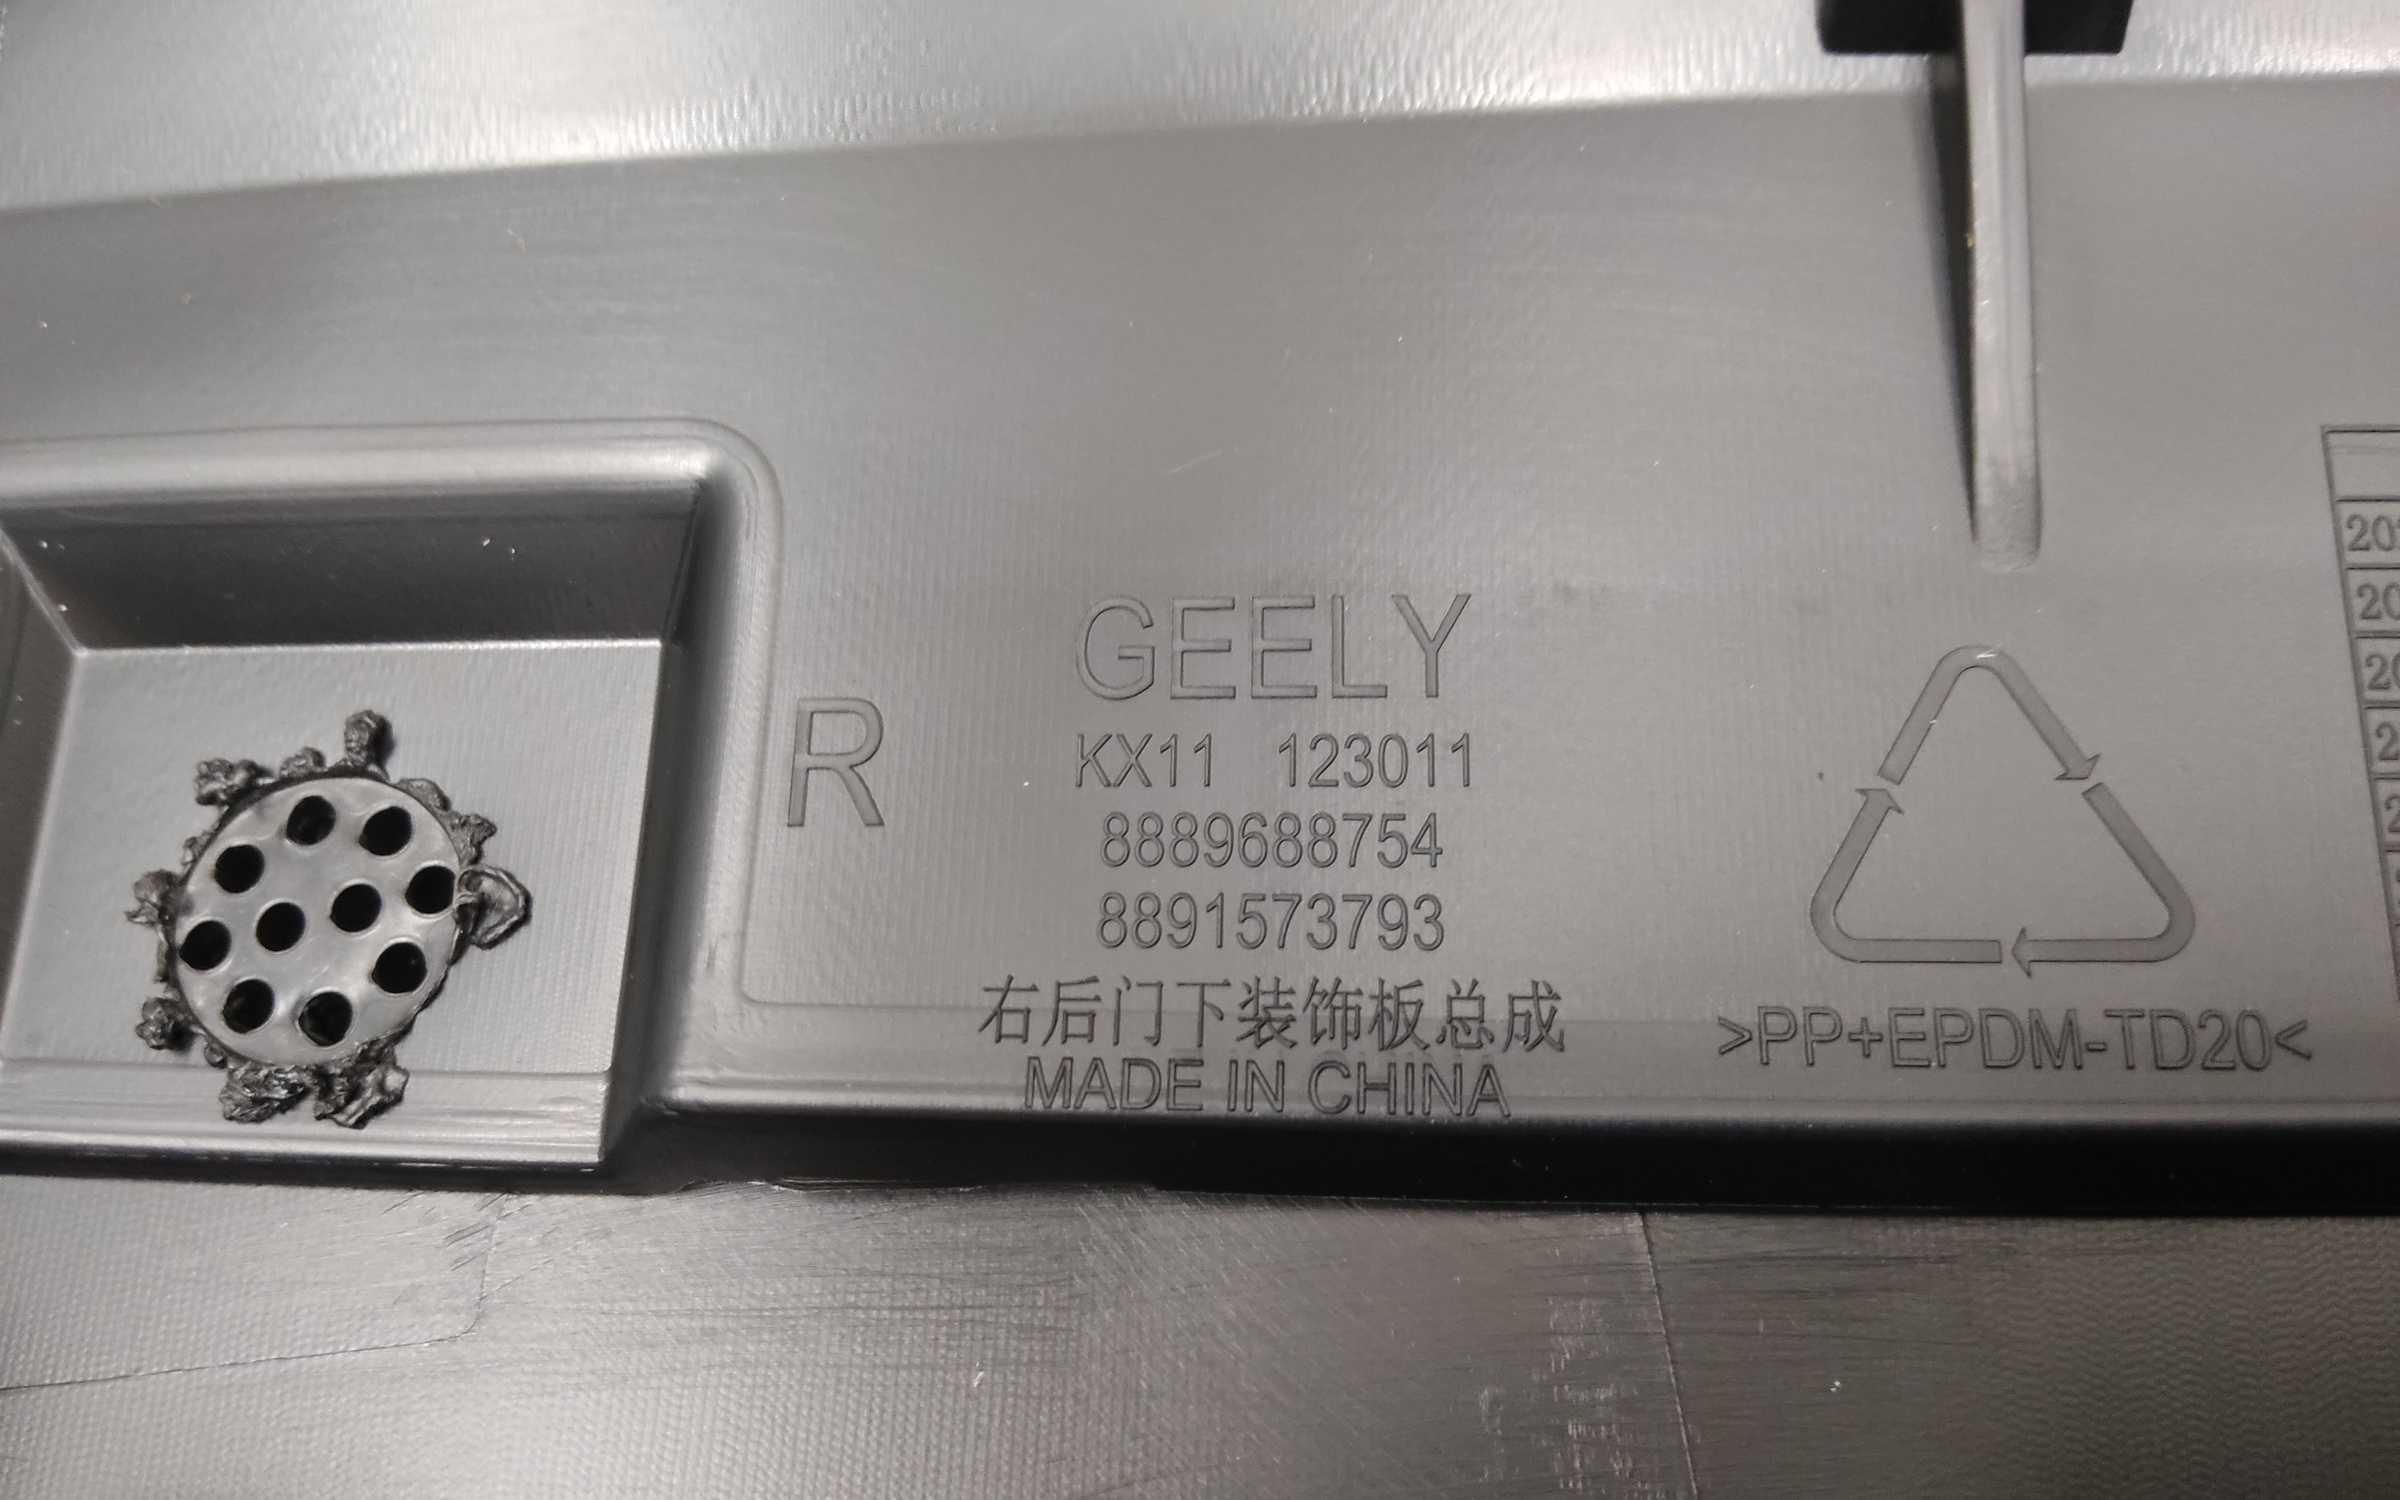 R
GEELY
KX11 123011
8889688754
8891573793
右后门下装饰板总成
MADE IN CHINA
>PP+EPDM-TD20<